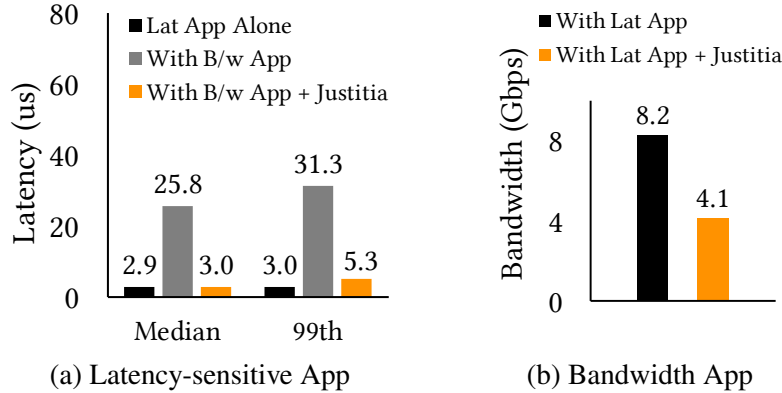 80
60
40
20
0
Latency (us)
Lat App Alone
With B/w App
With B/w App + Justitia
2.9
25.8
3.0
3.0
31.3
5.3
Median
99th
(a) Latency-sensitive App
With Lat App
With Lat App + Justitia
Bandwidth (Gbps)
8
4
0
8.2
4.1
(b) Bandwidth App